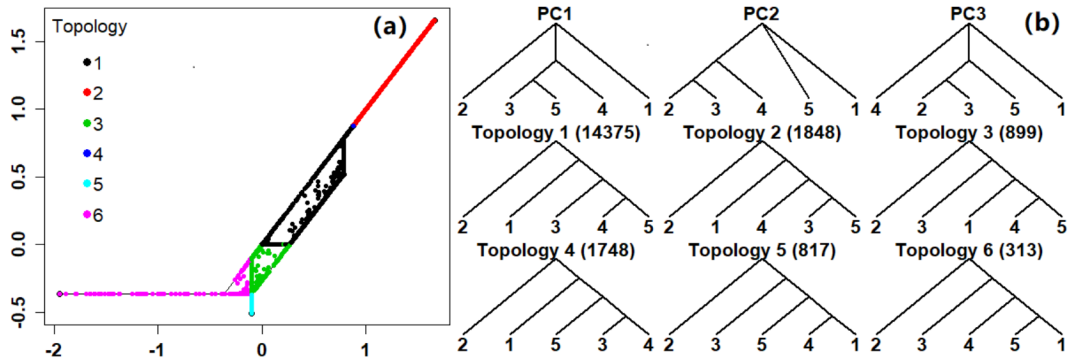 Topology
1
2
3
4
5
6
(a)
1.5
1.0
0.5
0.0
-0.5
-2 -1 0 1
PC1 PC2 PC3 (b)
2 3 5 4 1 2 3 4 5 1 4 2 3 5 1
Topology 1 (14375) Topology 2 (1848) Topology 3 (899)
2 1 3 4 5 2 1 4 3 5 2 3 1 4 5
Topology 4 (1748) Topology 5 (817) Topology 6 (313)
2 1 5 3 4 2 1 5 3 4 2 3 4 5 1